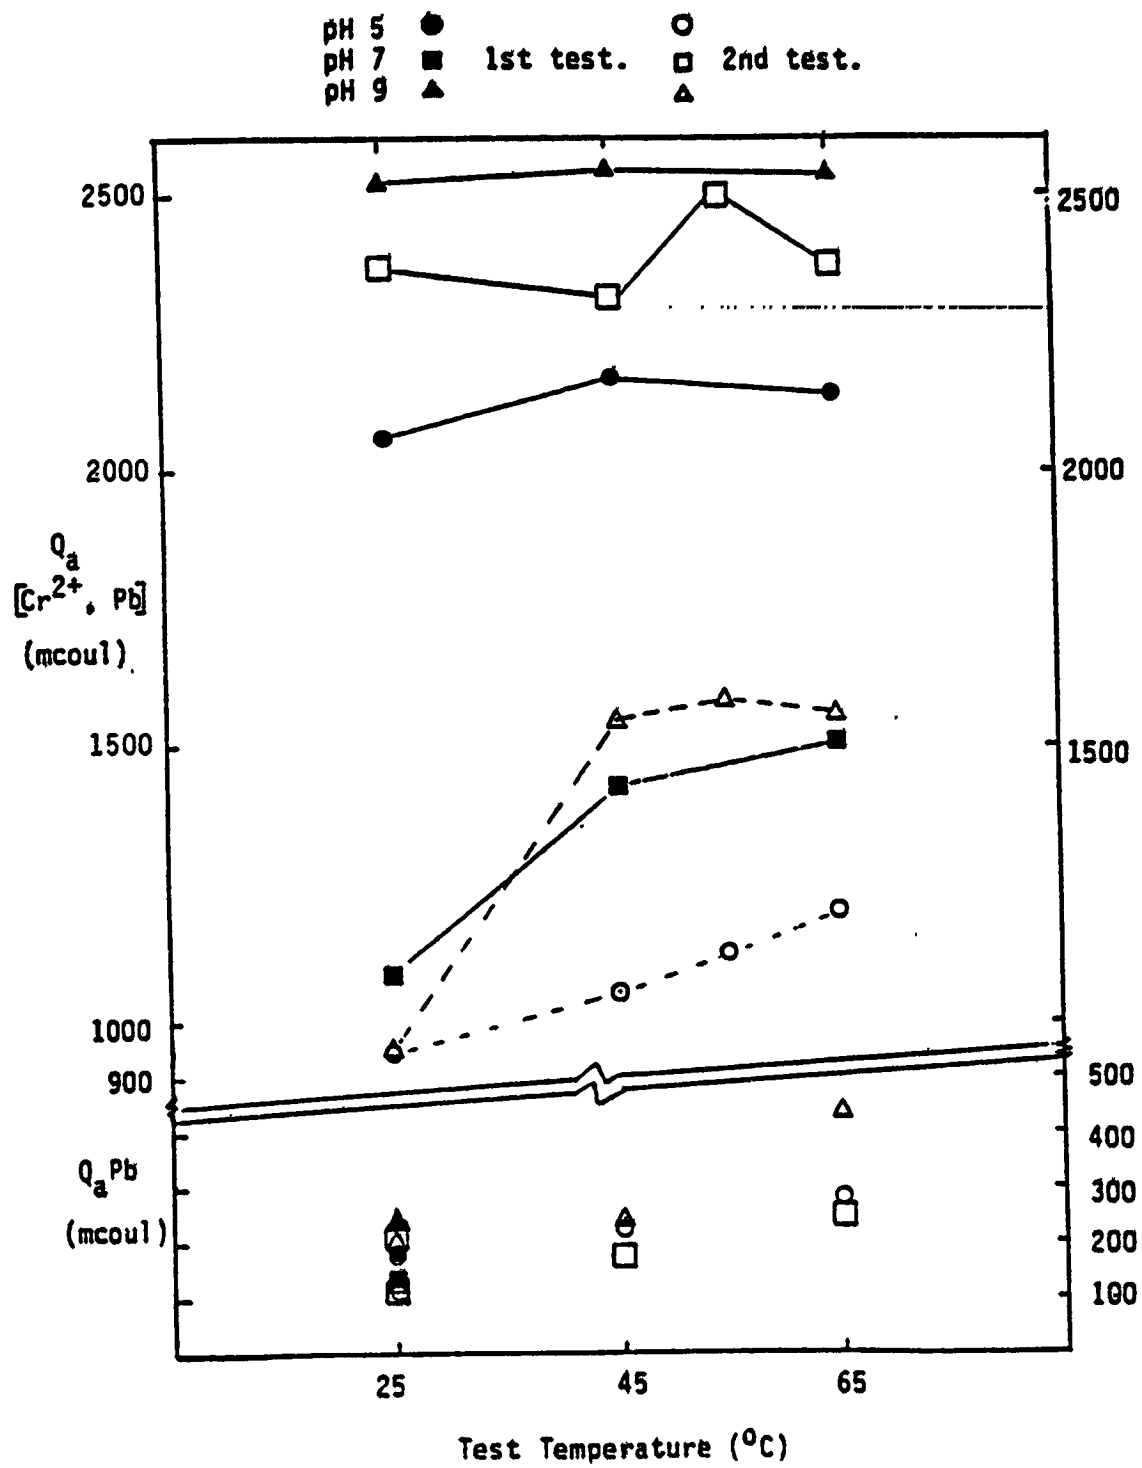 pH 5 ● ○
pH 7 ■ 1st test. □ 2nd test.
pH 9 ▲ △
2500 2500
2000 2000
Qa
[Cr2+, Pb]
(mcoul)
1500 1500
1000
900 500
400
QaPb 300
(mcoul) 200
100
25 45 65
Test Temperature (OC)